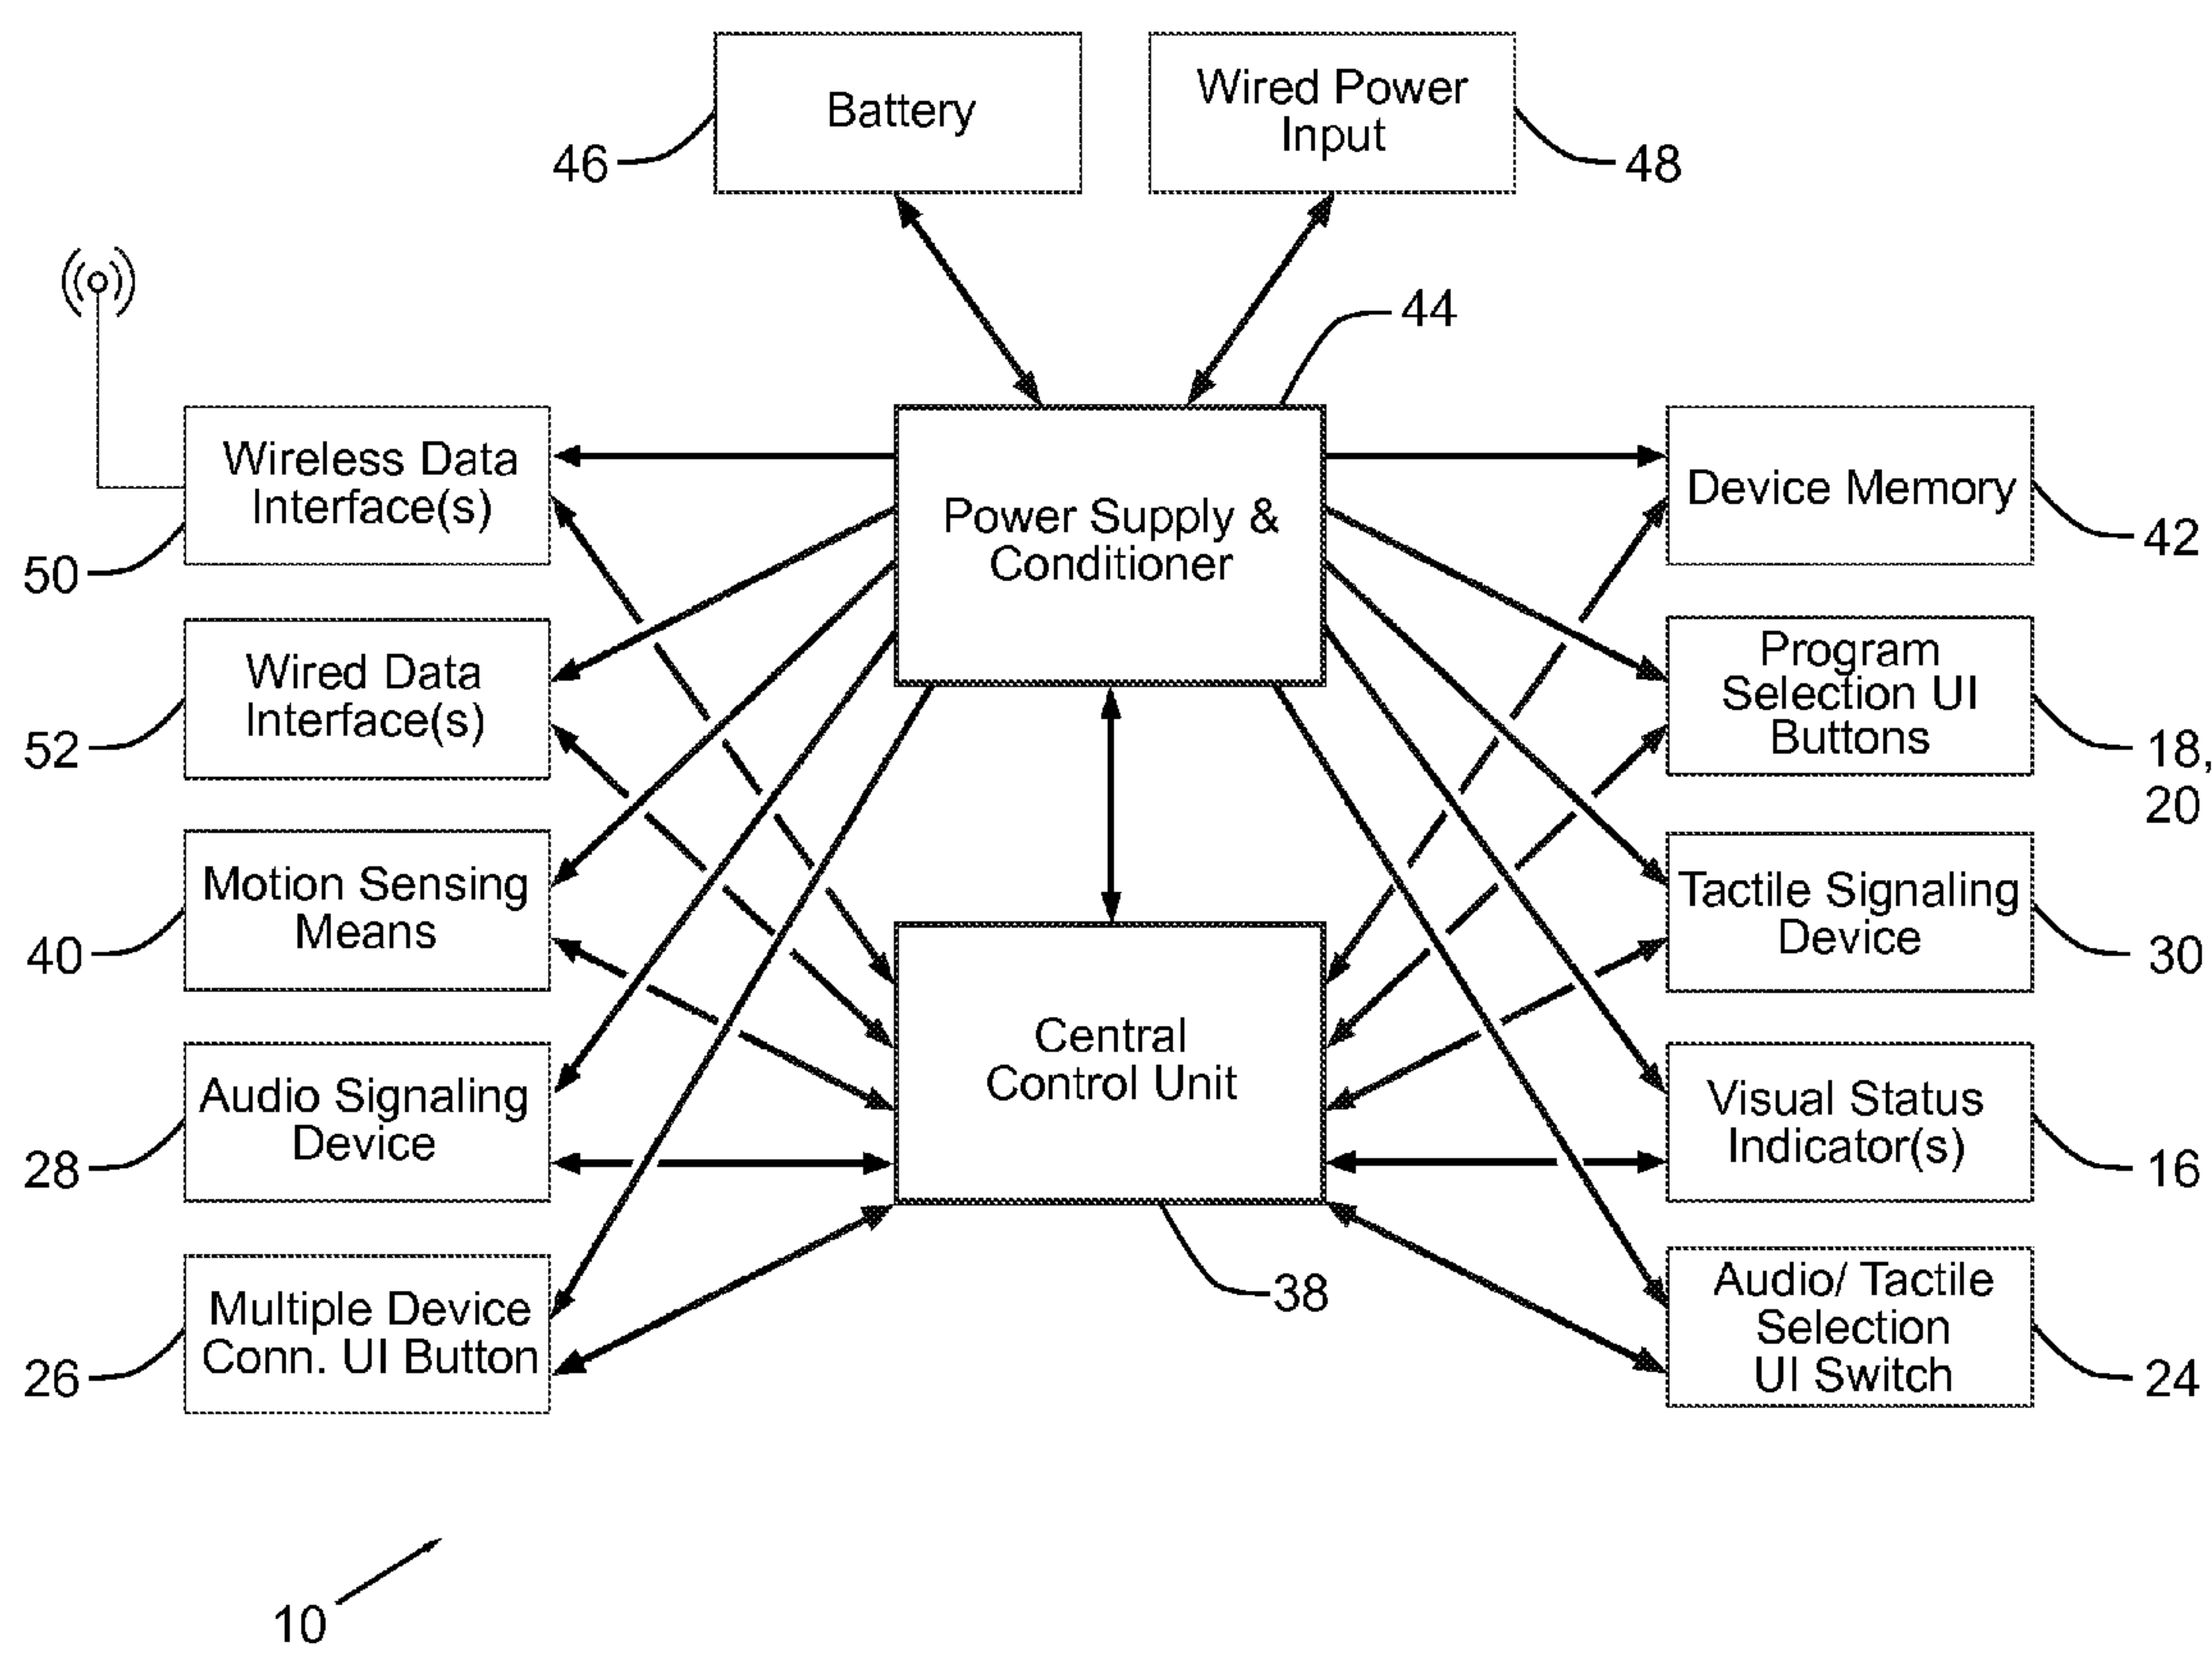 Battery
46
Wired Power
Input
48
44
Wireless Data
Interface(s)
50
Power Supply &
Conditioner
Device Memory
42
Wired Data
Interface(s)
52
Program
Selection UI
Buttons
18,
20
Motion Sensing
Means
40
Tactile Signaling
Device
30
Central
Control Unit
38
Audio Signaling
Device
28
Visual Status
Indicator(s)
16
Multiple Device
Conn. UI Button
26
Audio/ Tactile
Selection
UI Switch
24
10